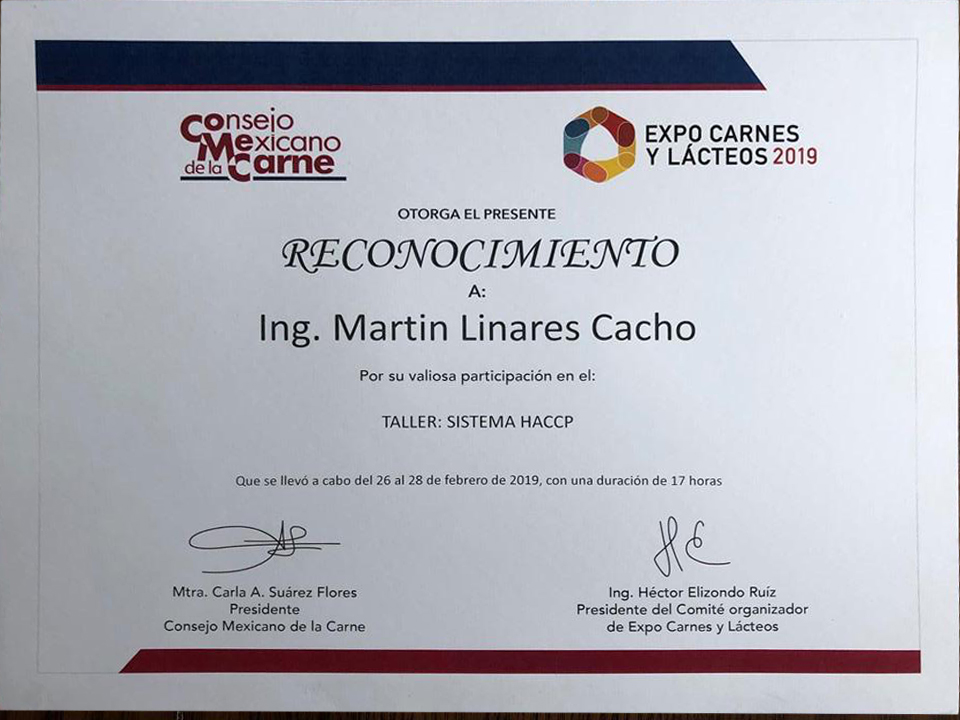 Consejo
Mexicano
de la Carne
EXPO CARNES
Y LÁCTEOS 2019
OTORGA EL PRESENTE
RECONOCIMIENTO
A:
Ing. Martin Linares Cacho
Por su valiosa participación en el:
TALLER: SISTEMA HACCP
Que se llevó a cabo del 26 al 28 de febrero de 2019, con una duración de 17 horas
Mtra. Carla A. Suárez Flores
Presidente
Consejo Mexicano de la Carne
Ing. Héctor Elizondo Ruíz
Presidente del Comité organizador
de Expo Carnes y Lácteos